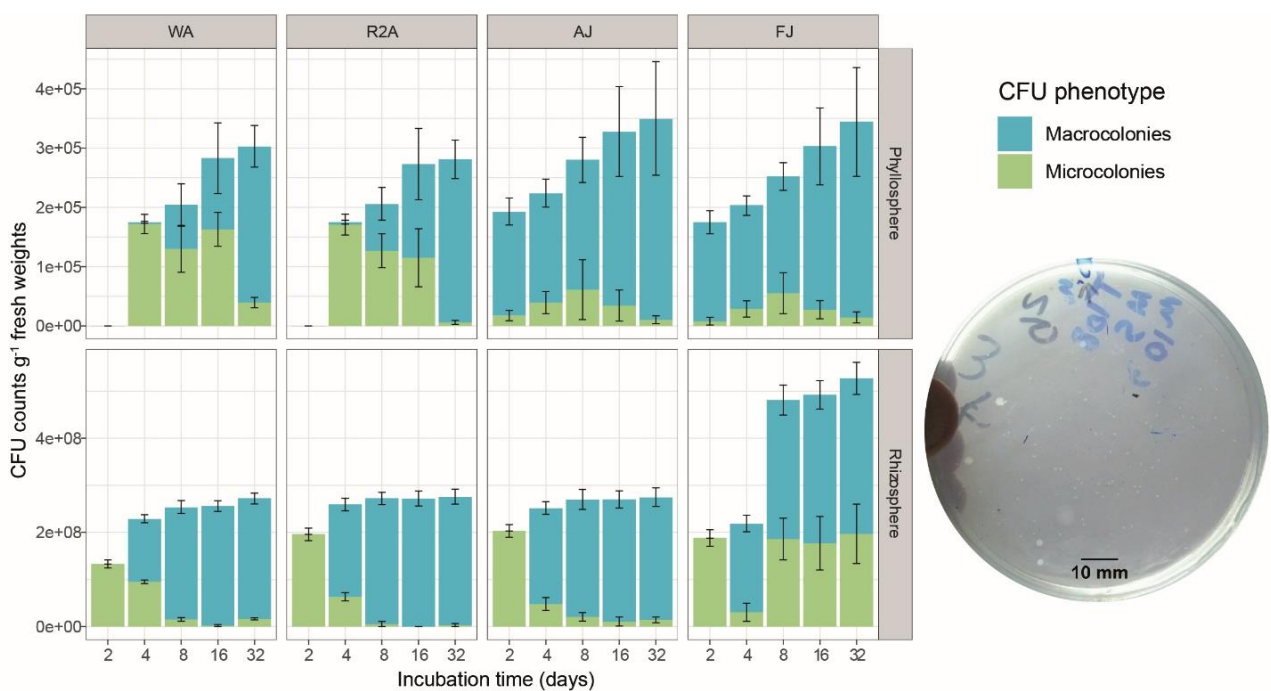 WA
R2A
AJ
FJ
4e+05
3e+05
2e+05
1e+05
0e+00
Phyllosphere
4e+08
2e+08
0e+00
Rhizosphere
CFU counts g⁻¹ fresh weights
2 4 8 16 32
2 4 8 16 32
2 4 8 16 32
2 4 8 16 32
Incubation time (days)
CFU phenotype
Macrocolonies
Microcolonies
10 mm